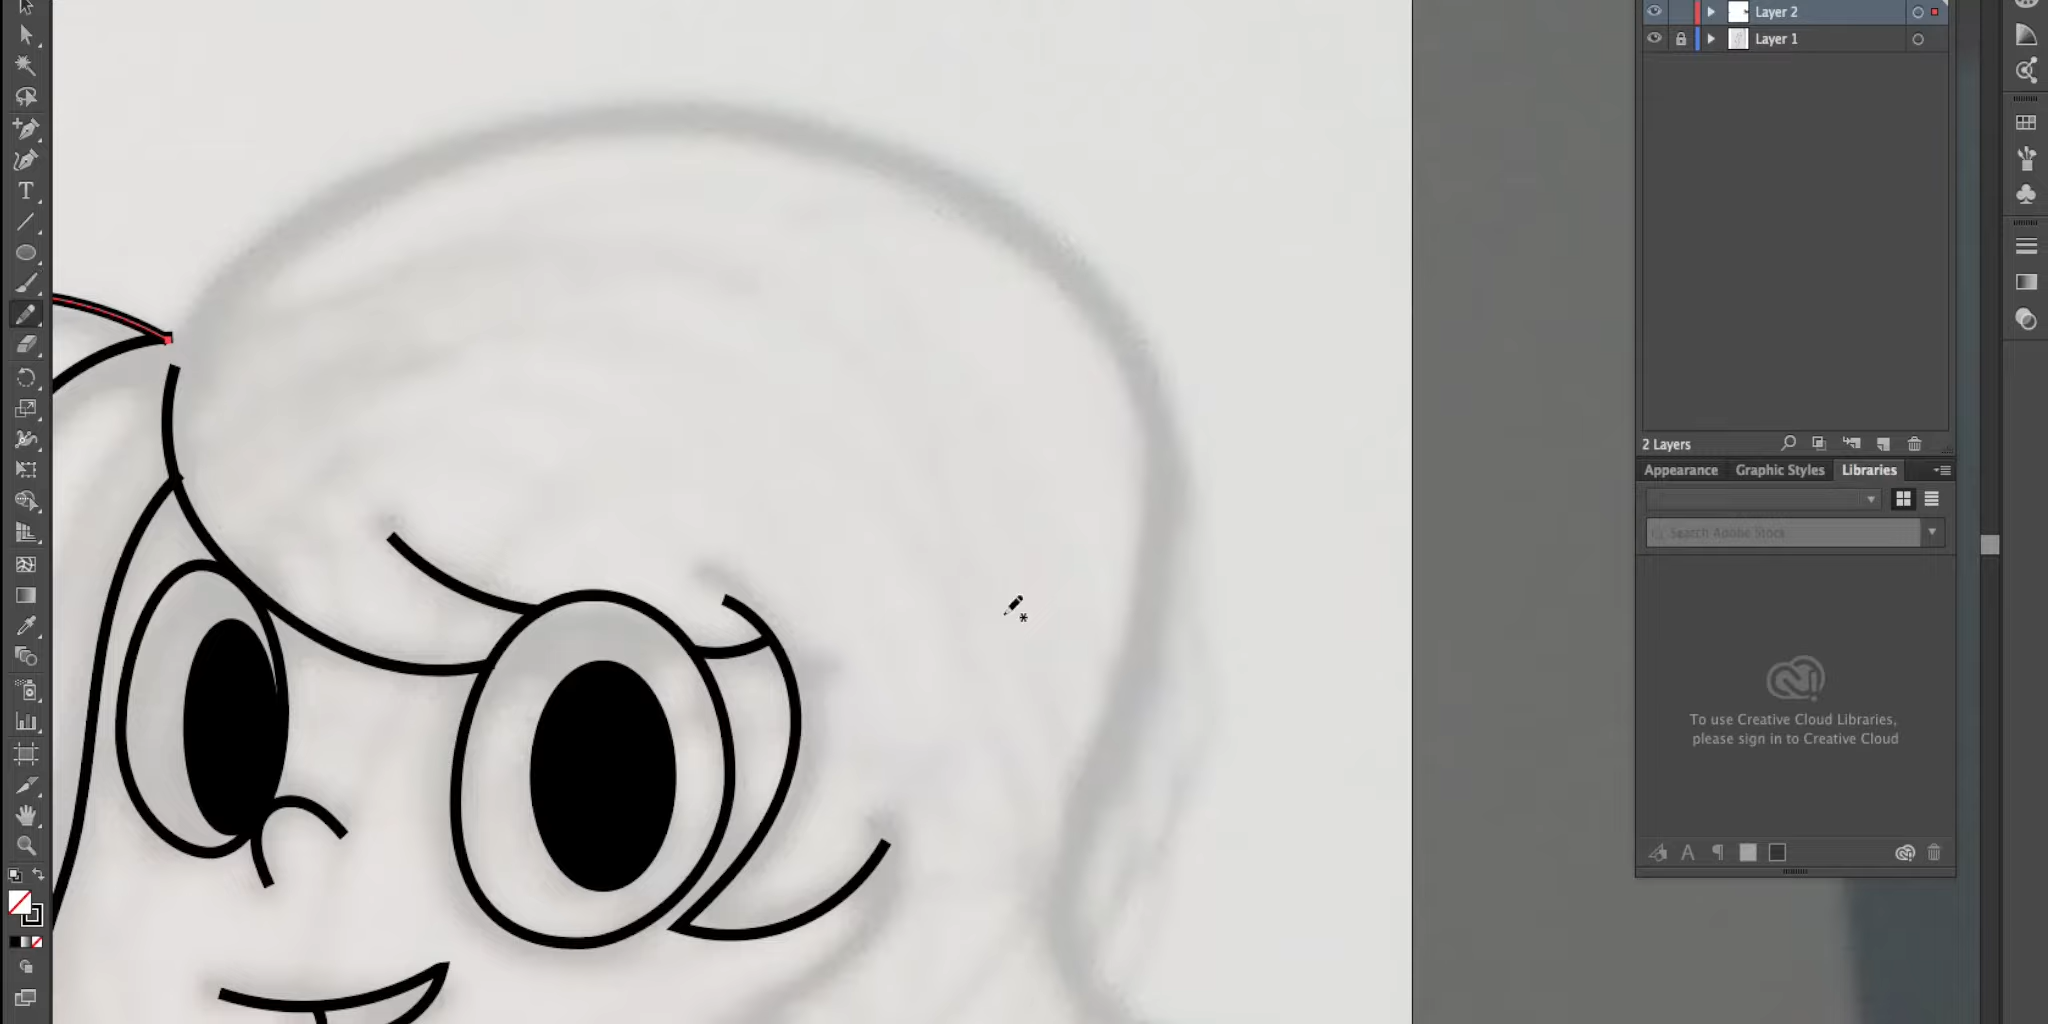 Layer 2
Layer 1
2 Layers
Appearance Graphic Styles Libraries
Search Adobe Stock
To use Creative Cloud Libraries,
please sign in to Creative Cloud